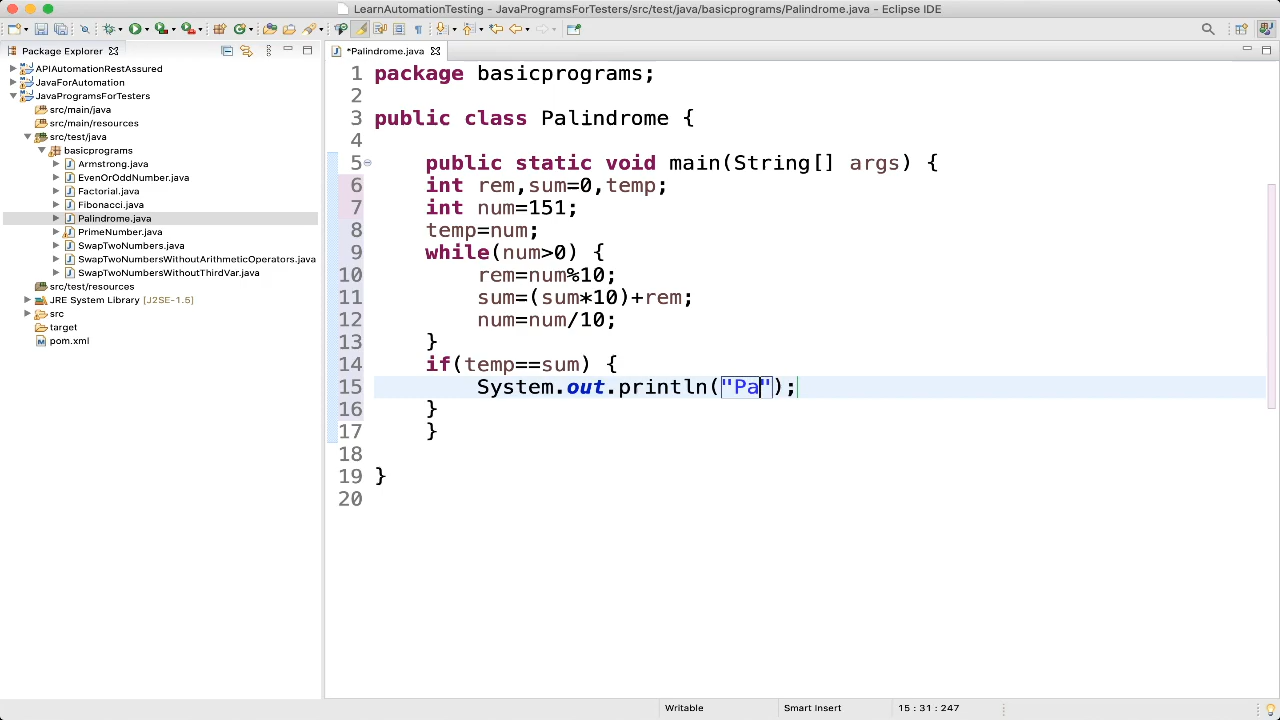 LearnAutomationTesting - JavaProgramsForTesters/src/test/java/basicprograms/Palindrome.java - Eclipse IDE
Package Explorer
*Palindrome.java
APIAutomationRestAssured
JavaForAutomation
JavaProgramsForTesters
src/main/java
src/main/resources
src/test/java
basicprograms
Armstrong.java
EvenOrOddNumber.java
Factorial.java
Fibonacci.java
Palindrome.java
PrimeNumber.java
SwapTwoNumbers.java
SwapTwoNumbersWithoutArithmeticOperators.java
SwapTwoNumbersWithoutThirdVar.java
src/test/resources
JRE System Library [J2SE-1.5]
src
target
pom.xml
1 package basicprograms;
2
3 public class Palindrome {
4
5 public static void main(String[] args) {
6 int rem,sum=0,temp;
7 int num=151;
8 temp=num;
9 while(num>0) {
10 rem=num%10;
11 sum=(sum*10)+rem;
12 num=num/10;
13 }
14 if(temp==sum) {
15 System.out.println("Pa");
16 }
17 }
18
19 }
20
Writable
Smart Insert
15 : 31 : 247